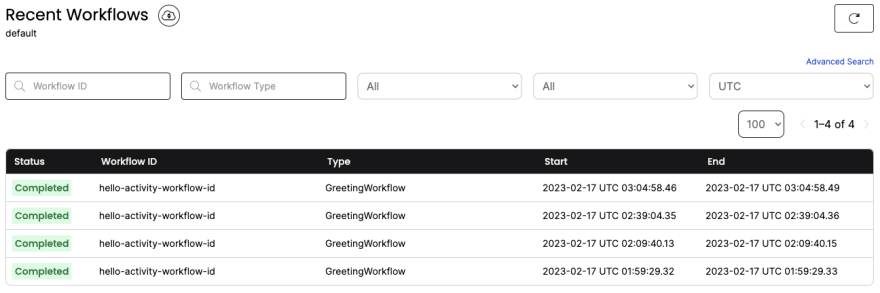 Recent Workflows
default
Advanced Search
Workflow ID Workflow Type All All UTC
100 1–4 of 4
Status Workflow ID Type Start End
Completed hello-activity-workflow-id GreetingWorkflow 2023-02-17 UTC 03:04:58.46 2023-02-17 UTC 03:04:58.49
Completed hello-activity-workflow-id GreetingWorkflow 2023-02-17 UTC 02:39:04.35 2023-02-17 UTC 02:39:04.36
Completed hello-activity-workflow-id GreetingWorkflow 2023-02-17 UTC 02:09:40.13 2023-02-17 UTC 02:09:40.15
Completed hello-activity-workflow-id GreetingWorkflow 2023-02-17 UTC 01:59:29.32 2023-02-17 UTC 01:59:29.33